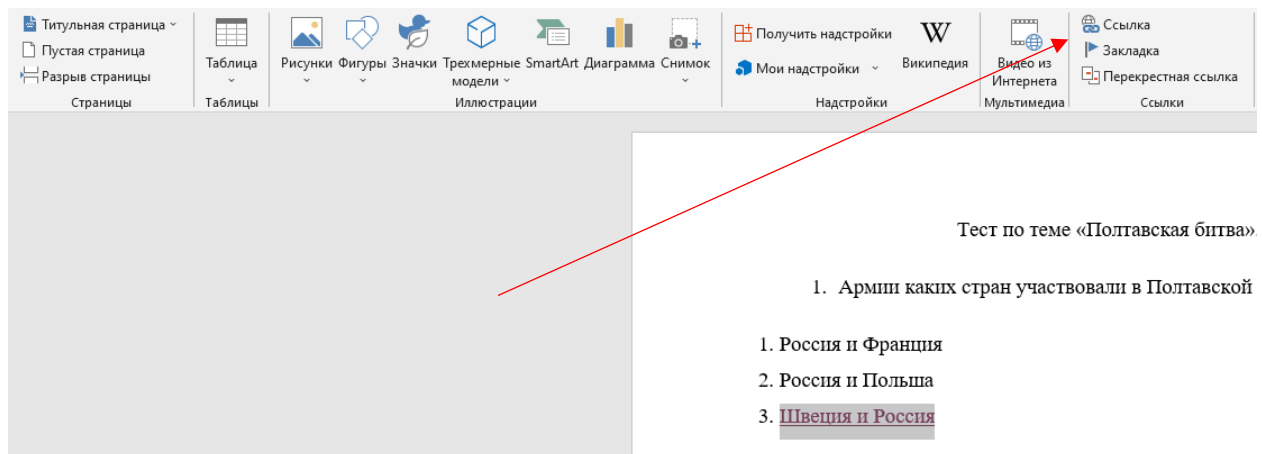 Титульная страница
Пустая страница
Разрыв страницы
Страницы
Таблица
Таблицы
Рисунки
Фигуры
Значки
Трехмерные
модели
SmartArt
Диаграмма
Снимок
Иллюстрации
Получить надстройки
Мои надстройки
W
Википедия
Надстройки
Видео из
Интернета
Мультимедиа
Ссылка
Закладка
Перекрестная ссылка
Ссылки
Тест по теме «Полтавская битва».
1. Армии каких стран участвовали в Полтавской
1. Россия и Франция
2. Россия и Польша
3. Швеция и Россия